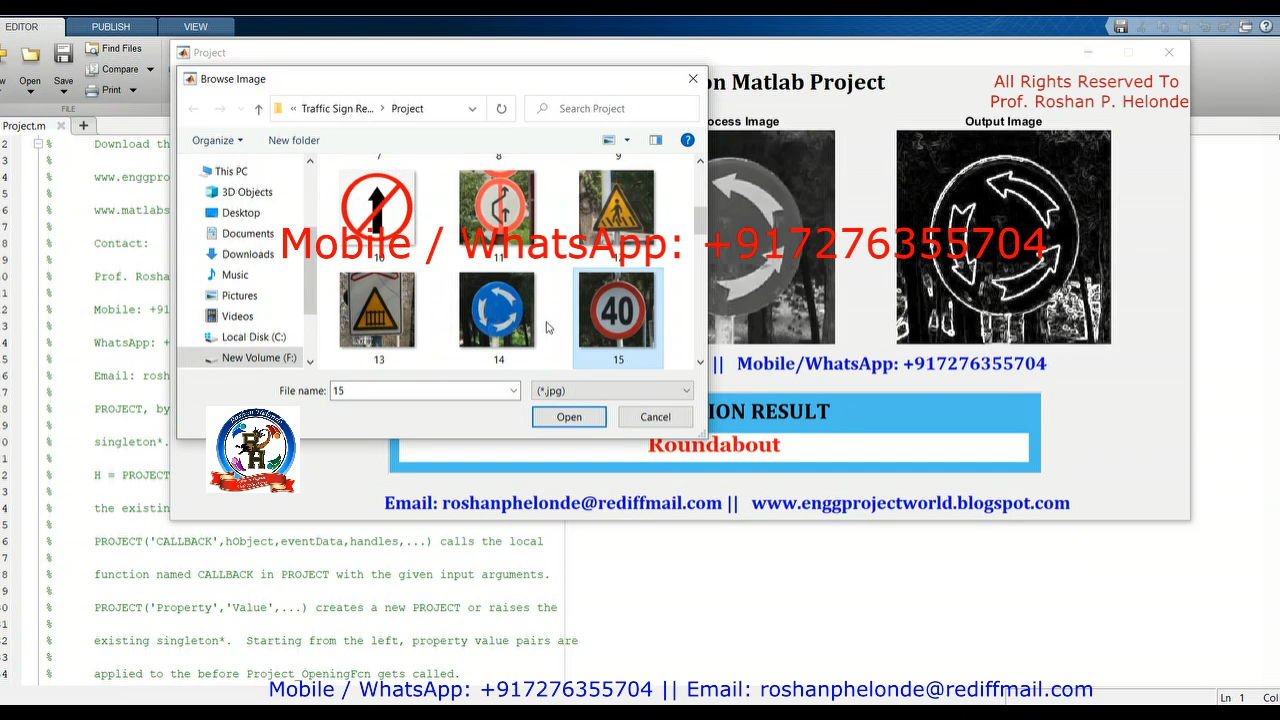 EDITOR
PUBLISH
VIEW
Find Files
Compare
Print
Open
Save
FILE
Project.m
Project
Browse Image
Traffic Sign Re...
Project
Search Project
Organize
New folder
This PC
3D Objects
Desktop
Documents
Downloads
Music
Pictures
Videos
Local Disk (C:)
New Volume (F:)
7
8
9
10
11
12
40
13
14
15
File name:
15
(*.jpg)
Open
Cancel
on Matlab Project
All Rights Reserved To
Prof. Roshan P. Helonde
ocess Image
Output Image
Mobile / WhatsApp: +917276355704
|| Mobile/WhatsApp: +917276355704
ION RESULT
Roundabout
Email: roshanphelonde@rediffmail.com || www.enggprojectworld.blogspot.com
% Download th
% www.enggpro
% www.matlabs
% Contact:
% Prof. Rosha
% Mobile: +9
% WhatsApp: +
% Email: rosh
% PROJECT, by
% singleton*.
% H = PROJECT
% the existin
% PROJECT('CALLBACK',hObject,eventData,handles,...) calls the local
% function named CALLBACK in PROJECT with the given input arguments.
% PROJECT('Property','Value',...) creates a new PROJECT or raises the
% existing singleton*. Starting from the left, property value pairs are
% applied to the before Project_OpeningFcn gets called.
Mobile / WhatsApp: +917276355704 || Email: roshanphelonde@rediffmail.com
Ln 1 Col